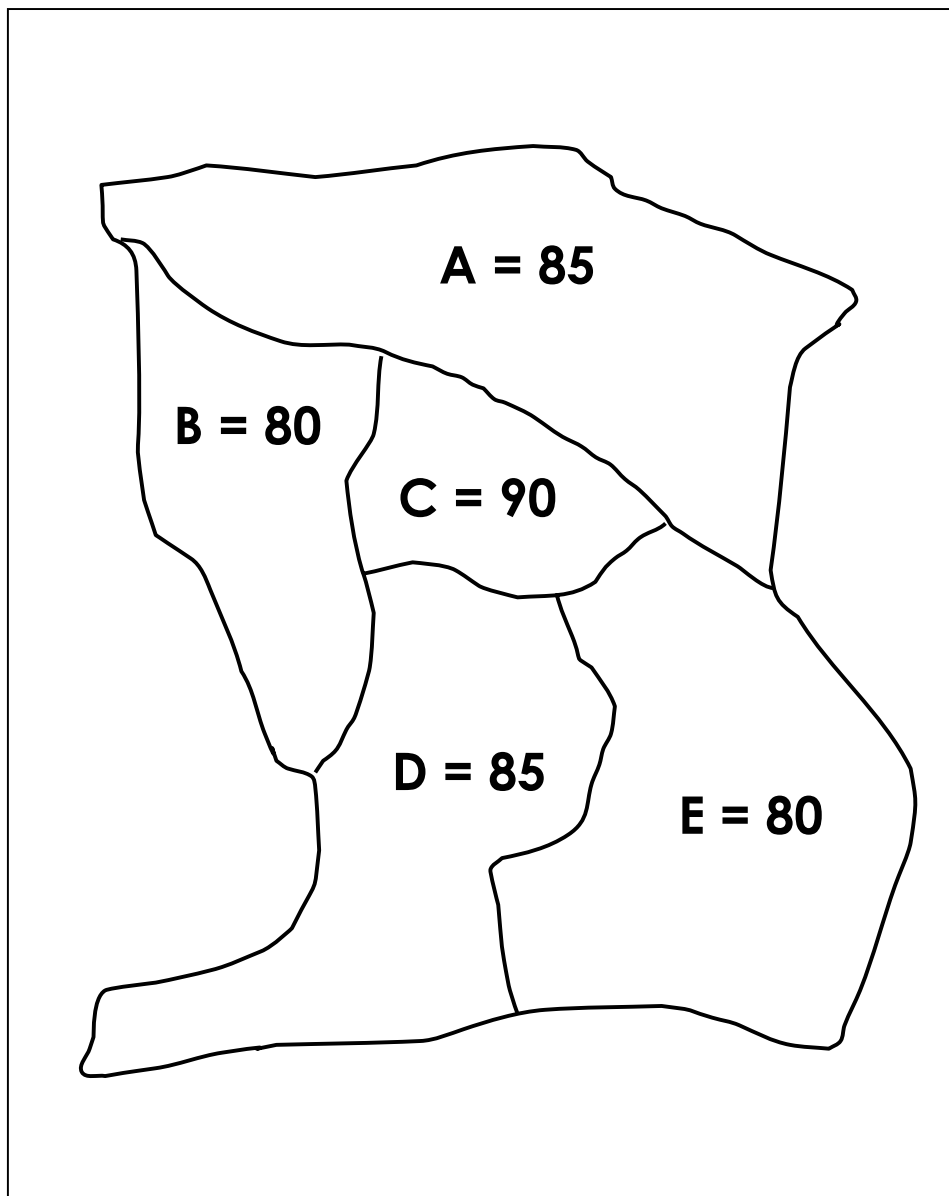 A = 85
B = 80
C = 90
D = 85
E = 80